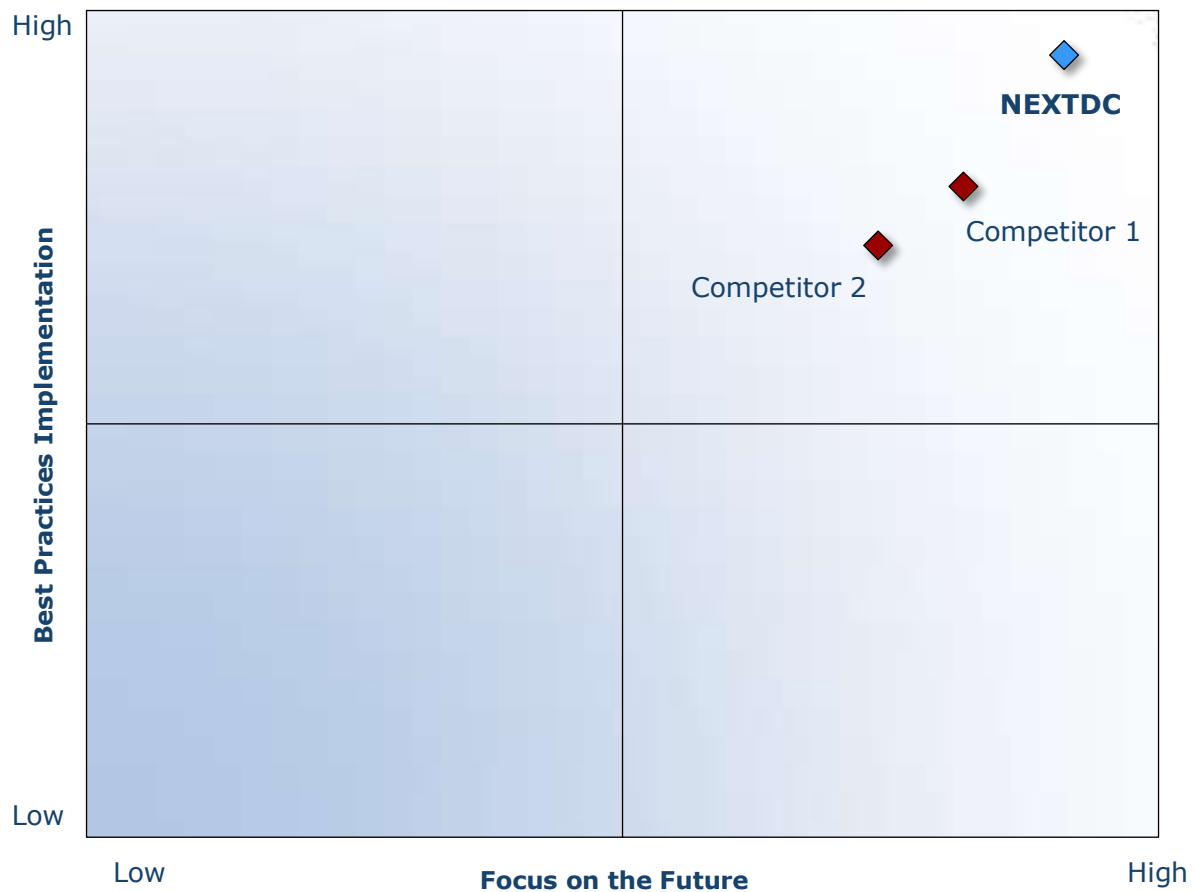 High
NEXTDC
Competitor 1
Competitor 2
Best Practices Implementation
Low
Low
Focus on the Future
High